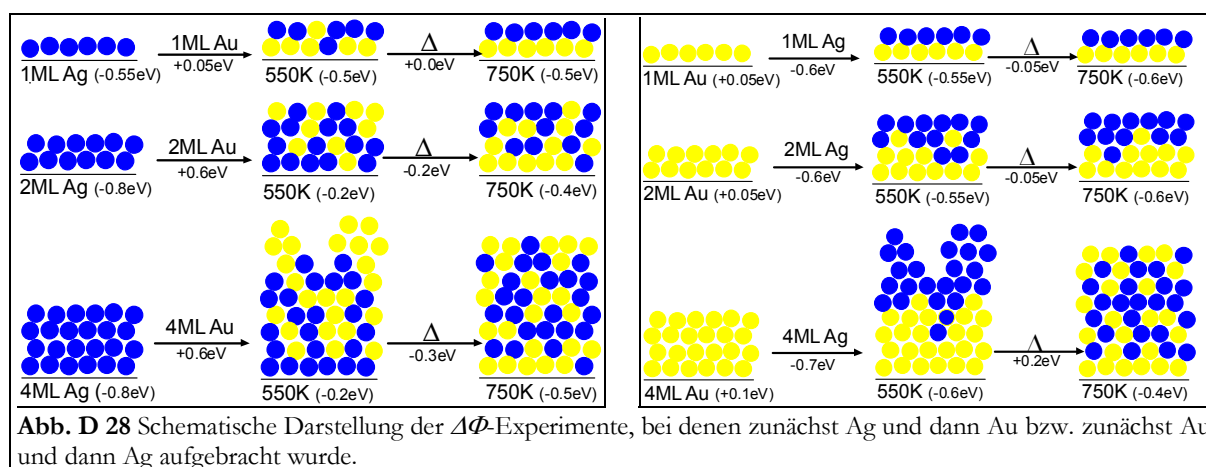 1ML Ag (-0.55eV)
1ML Au
+0.05eV
550K (-0.5eV)
Δ
+0.0eV
750K (-0.5eV)
2ML Ag (-0.8eV)
2ML Au
+0.6eV
550K (-0.2eV)
Δ
-0.2eV
750K (-0.4eV)
4ML Ag (-0.8eV)
4ML Au
+0.6eV
550K (-0.2eV)
Δ
-0.3eV
750K (-0.5eV)
1ML Au (+0.05eV)
1ML Ag
-0.6eV
550K (-0.55eV)
Δ
-0.05eV
750K (-0.6eV)
2ML Au (+0.05eV)
2ML Ag
-0.6eV
550K (-0.55eV)
Δ
-0.05eV
750K (-0.6eV)
4ML Au (+0.1eV)
4ML Ag
-0.7eV
550K (-0.6eV)
Δ
+0.2eV
750K (-0.4eV)
Abb. D 28 Schematische Darstellung der ΔΦ-Experimente, bei denen zunächst Ag und dann Au bzw. zunächst Au
und dann Ag aufgebracht wurde.